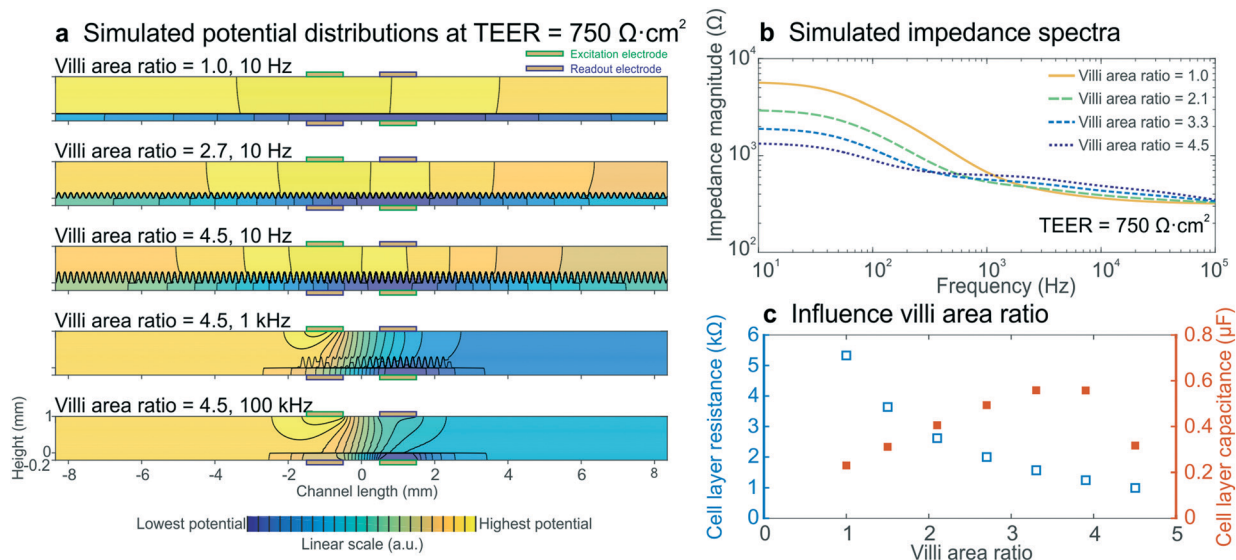 a Simulated potential distributions at TEER = 750 Ω·cm²
Excitation electrode
Readout electrode
Villi area ratio = 1.0, 10 Hz
Villi area ratio = 2.7, 10 Hz
Villi area ratio = 4.5, 10 Hz
Villi area ratio = 4.5, 1 kHz
Villi area ratio = 4.5, 100 kHz
Height (mm)
1
0
-0.2
-8 -6 -4 -2 0 2 4 6 8
Channel length (mm)
Lowest potential
Highest potential
Linear scale (a.u.)
b Simulated impedance spectra
Impedance magnitude (Ω)
10⁴
10³
10²
Villi area ratio = 1.0
Villi area ratio = 2.1
Villi area ratio = 3.3
Villi area ratio = 4.5
TEER = 750 Ω·cm²
10¹ 10² 10³ 10⁴ 10⁵
Frequency (Hz)
c Influence villi area ratio
Cell layer resistance (kΩ)
6
5
4
3
2
1
0
Cell layer capacitance (µF)
0.8
0.6
0.4
0.2
0
0 1 2 3 4 5
Villi area ratio